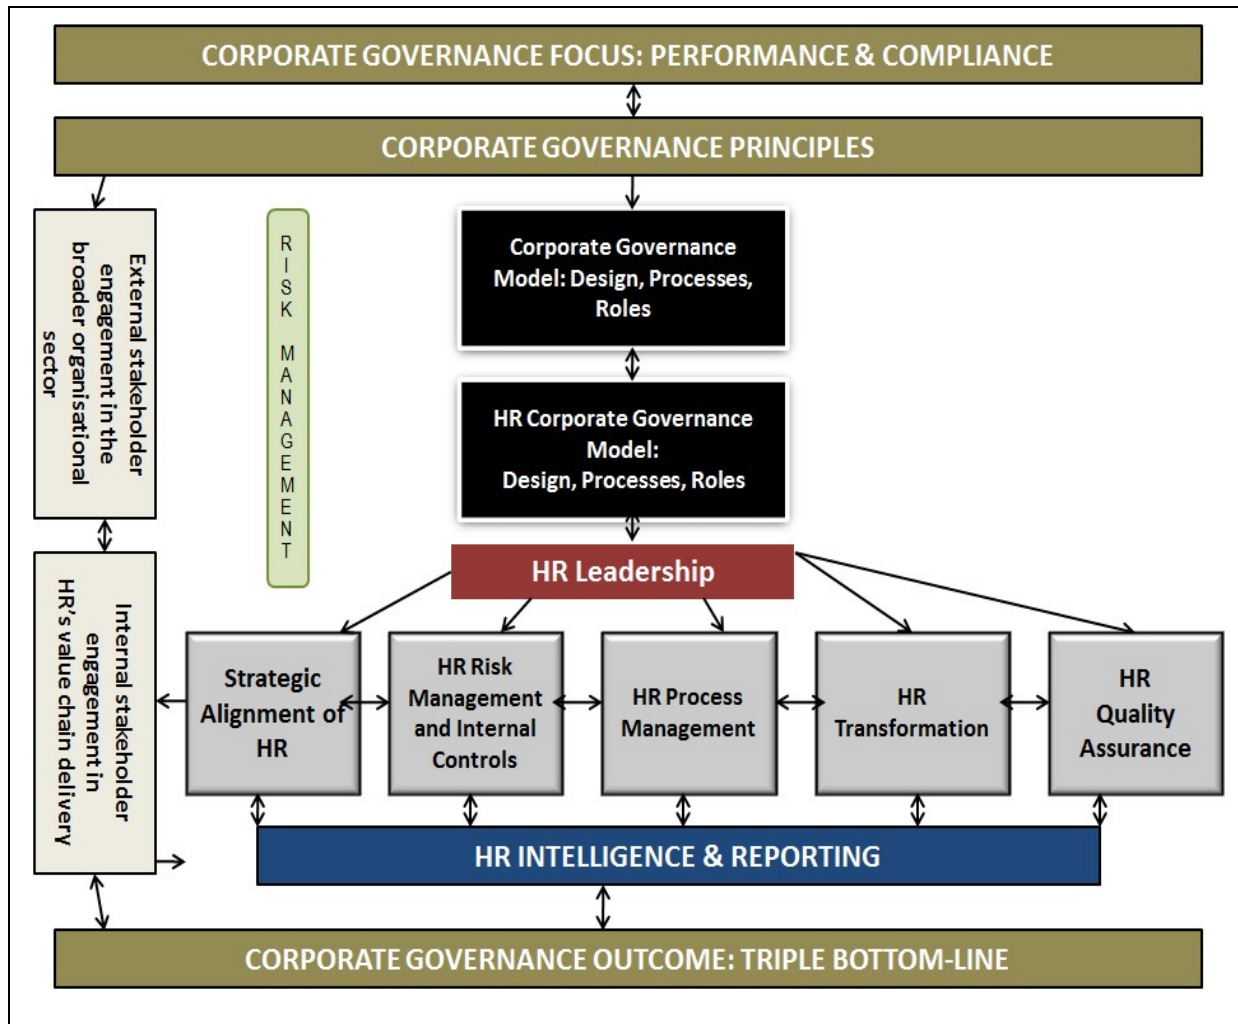 CORPORATE GOVERNANCE FOCUS: PERFORMANCE & COMPLIANCE
CORPORATE GOVERNANCE PRINCIPLES
External stakeholder
engagement in the
broader organisational
sector
RISK MANAGEMENT
Corporate Governance
Model: Design, Processes,
Roles
HR Corporate Governance
Model:
Design, Processes, Roles
HR Leadership
Internal stakeholder
engagement in
HR's value chain delivery
Strategic
Alignment of
HR
HR Risk
Management
and Internal
Controls
HR Process
Management
HR
Transformation
HR
Quality
Assurance
HR INTELLIGENCE & REPORTING
CORPORATE GOVERNANCE OUTCOME: TRIPLE BOTTOM-LINE